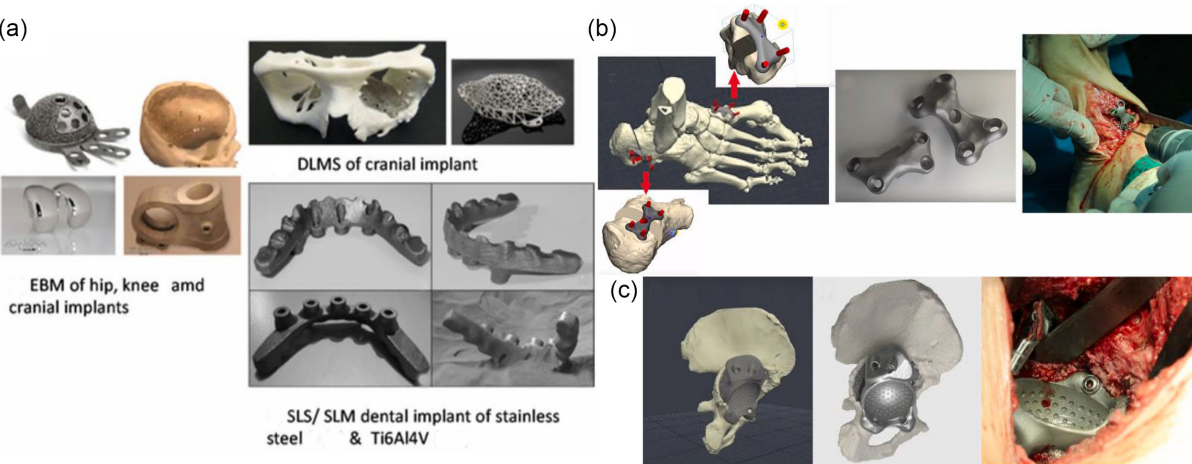 (a)
DLMS of cranial implant
EBM of hip, knee amd
cranial implants
SLS/ SLM dental implant of stainless
steel & Ti6Al4V
(b)
(c)